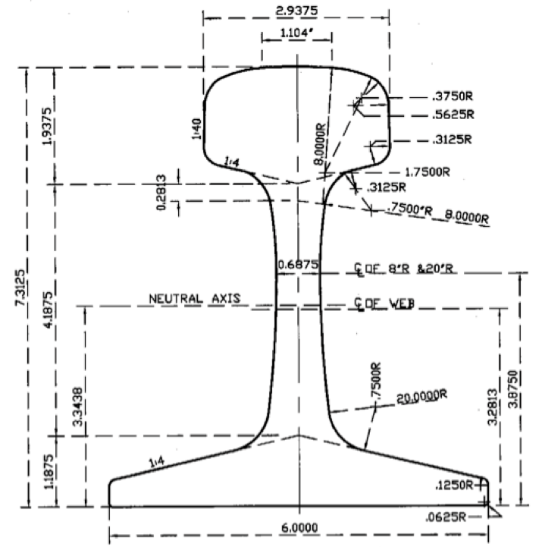 2.9375
1.104"
.3750R
.5625R
.3125R
1:40
8.0000R
1.9375
1:4
1.7500R
.3125R
0.2813
.7500"R 8.0000R
0.6875
℄ OF 8"R &20"R
7.3125
4.1875
NEUTRAL AXIS
℄ OF WEB
3.3438
.7500R
20.0000R
3.2813
3.8750
1:4
1.1875
.1250R
.0625R
6.0000